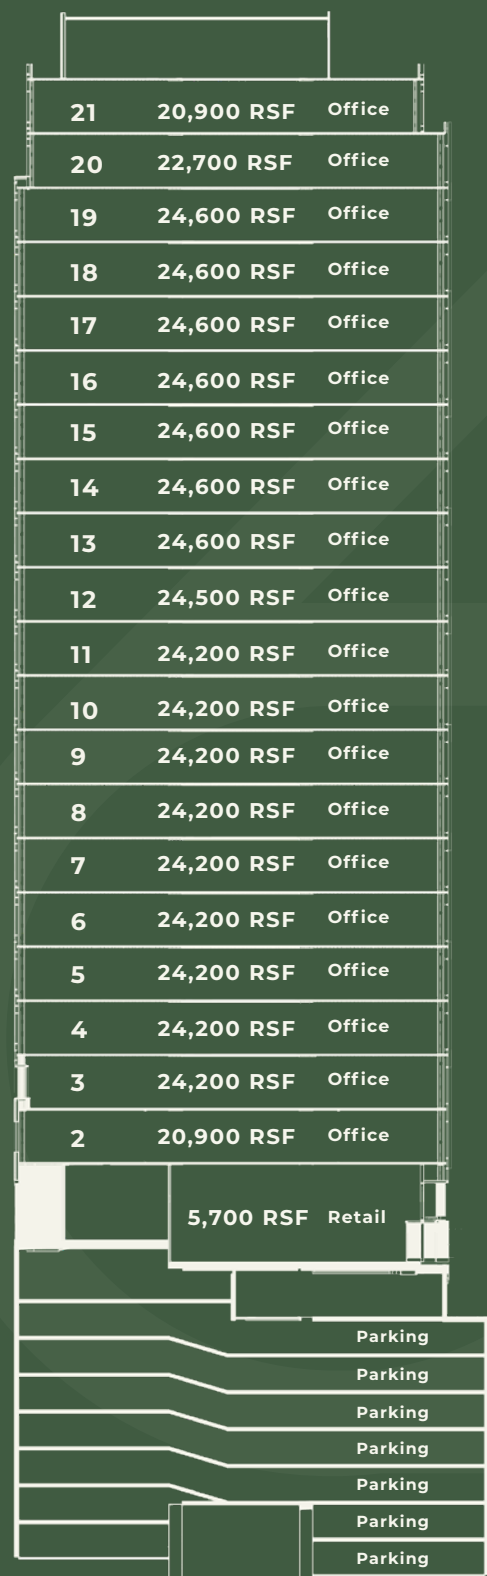 21 20,900 RSF Office
20 22,700 RSF Office
19 24,600 RSF Office
18 24,600 RSF Office
17 24,600 RSF Office
16 24,600 RSF Office
15 24,600 RSF Office
14 24,600 RSF Office
13 24,600 RSF Office
12 24,500 RSF Office
11 24,200 RSF Office
10 24,200 RSF Office
9 24,200 RSF Office
8 24,200 RSF Office
7 24,200 RSF Office
6 24,200 RSF Office
5 24,200 RSF Office
4 24,200 RSF Office
3 24,200 RSF Office
2 20,900 RSF Office
5,700 RSF Retail
Parking
Parking
Parking
Parking
Parking
Parking
Parking